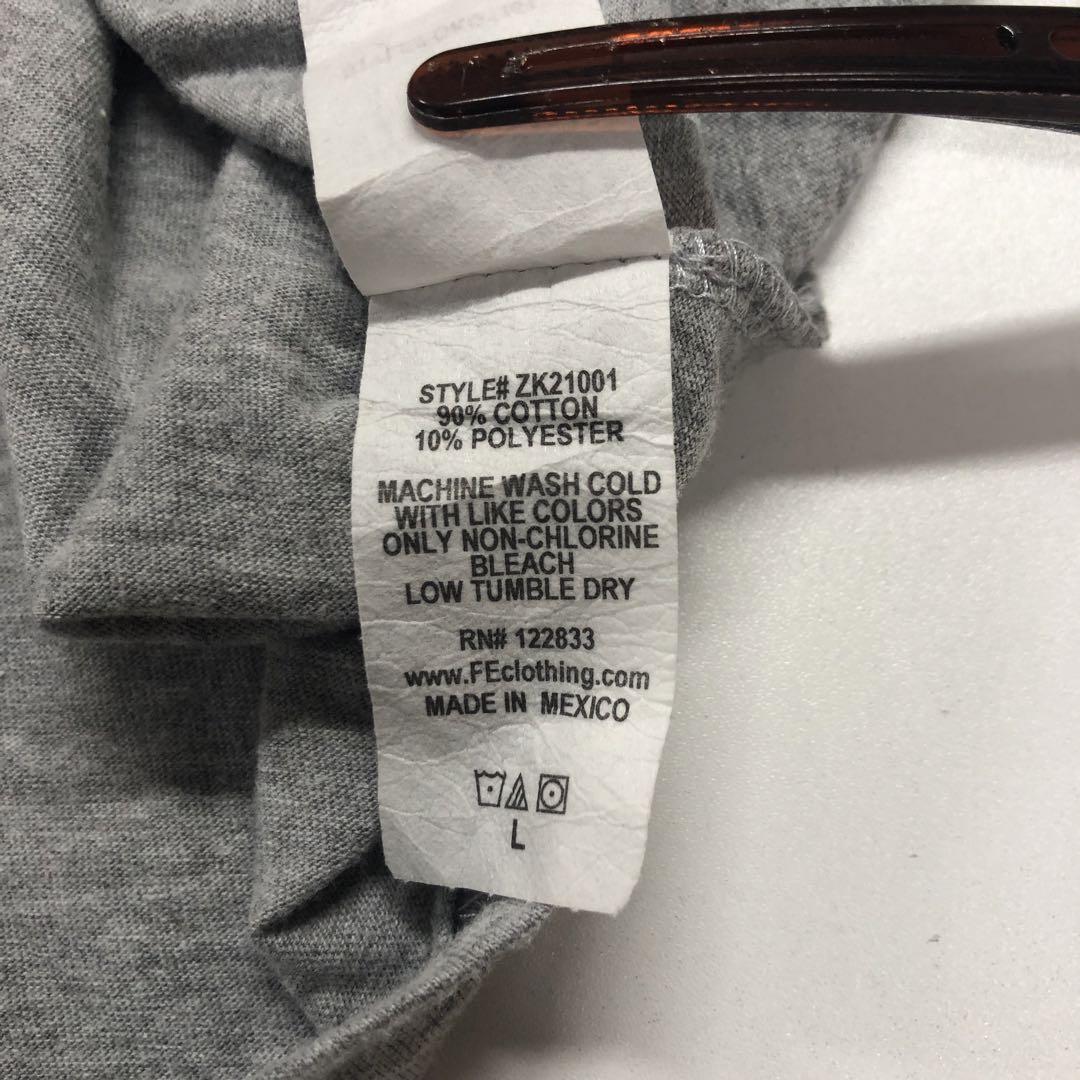 STYLE# ZK21001
90% COTTON
10% POLYESTER
MACHINE WASH COLD
WITH LIKE COLORS
ONLY NON-CHLORINE
BLEACH
LOW TUMBLE DRY
RN# 122833
www.FEclothing.com
MADE IN MEXICO
L